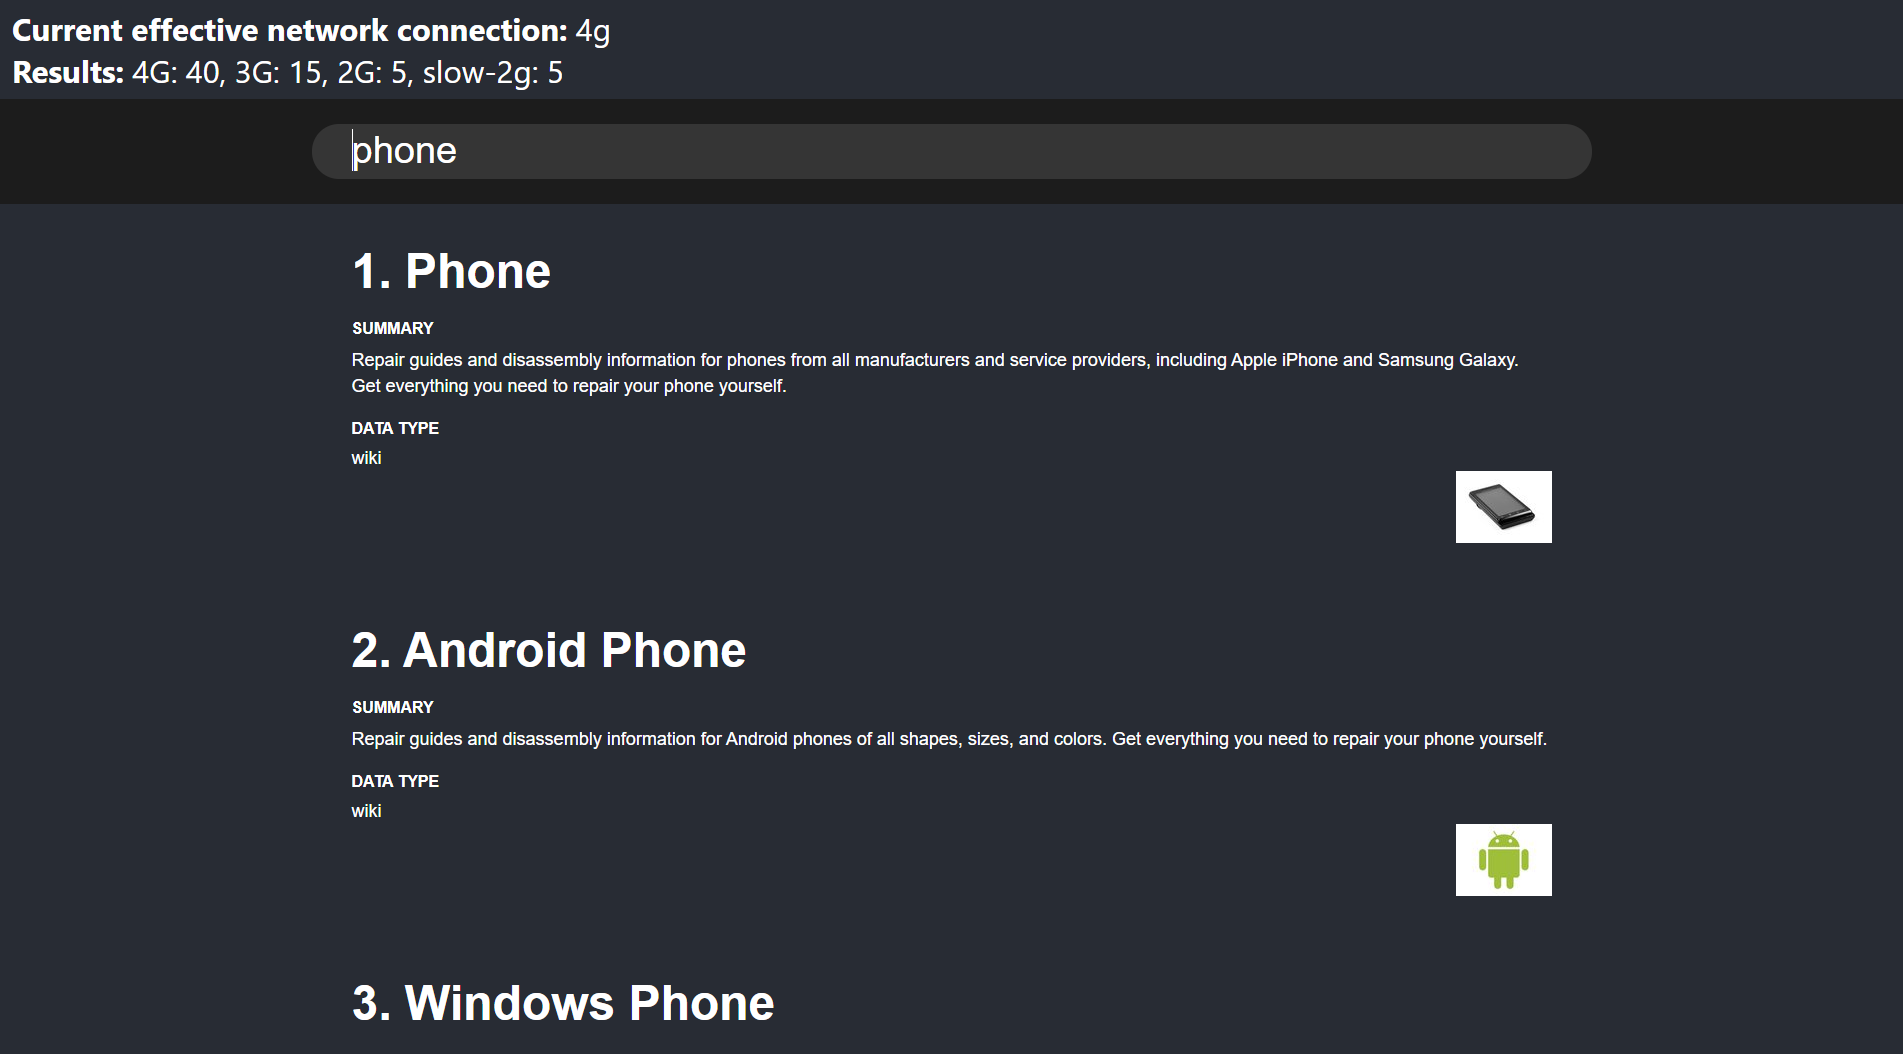 Current effective network connection: 4g
Results: 4G: 40, 3G: 15, 2G: 5, slow-2g: 5
phone
1. Phone
SUMMARY
Repair guides and disassembly information for phones from all manufacturers and service providers, including Apple iPhone and Samsung Galaxy.
Get everything you need to repair your phone yourself.
DATA TYPE
wiki
2. Android Phone
SUMMARY
Repair guides and disassembly information for Android phones of all shapes, sizes, and colors. Get everything you need to repair your phone yourself.
DATA TYPE
wiki
3. Windows Phone